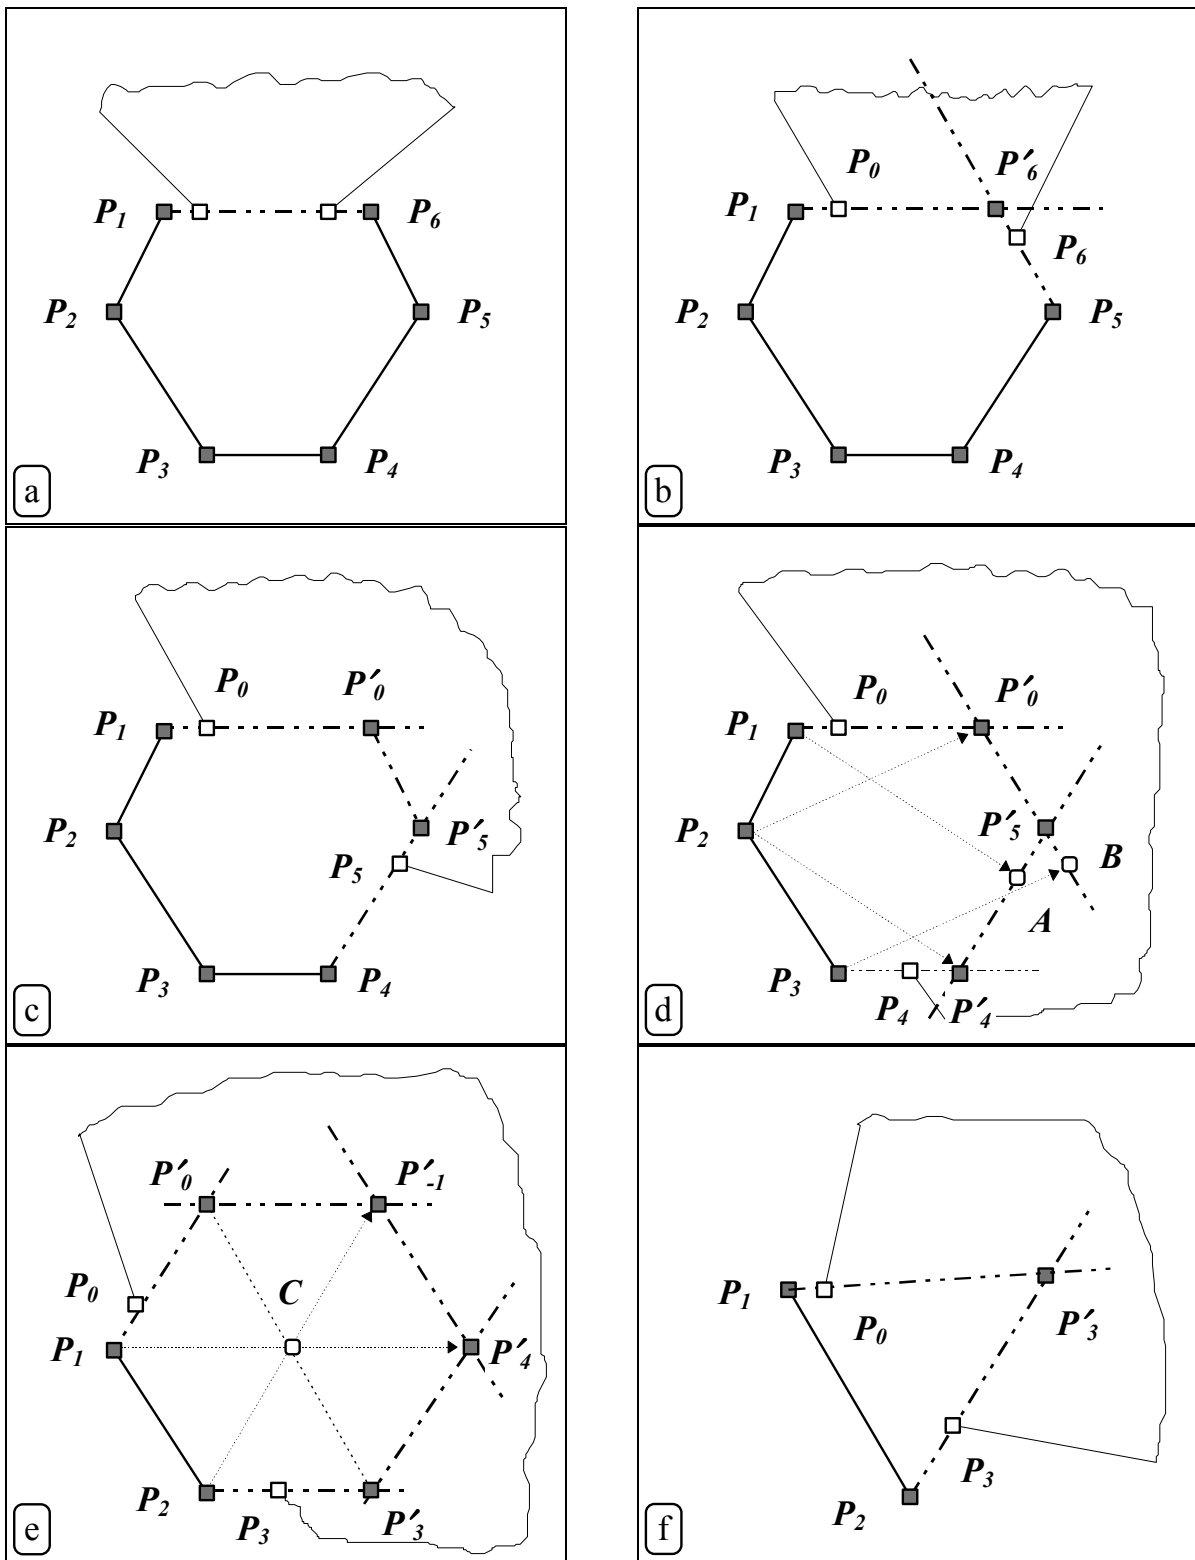 P₁ P₆
P₂ P₅
P₃ P₄
a
P₀ P′₆
P₁ P₆
P₂ P₅
P₃ P₄
b
P₀ P′₀
P₁
P₂ P₅ P′₅
P₃ P₄
c
P₀ P′₀
P₁
P₂ P′₅ B
A
P₃ P₄ P′₄
d
P′₀ P′₋₁
P₀ C
P₁ P′₄
P₂ P₃ P′₃
e
P₁ P₀ P′₃
P₃
P₂
f